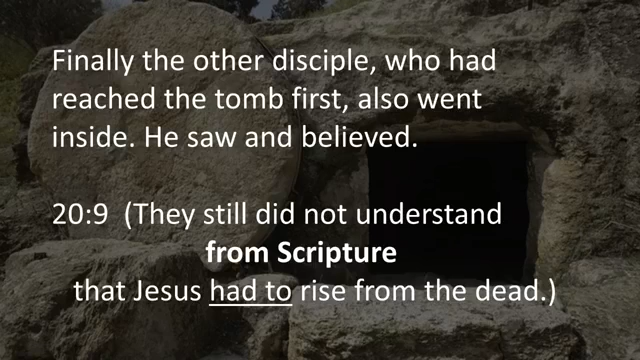 Finally the other disciple, who had
reached the tomb first, also went
inside. He saw and believed.
20:9  (They still did not understand
from Scripture
that Jesus had to rise from the dead.)